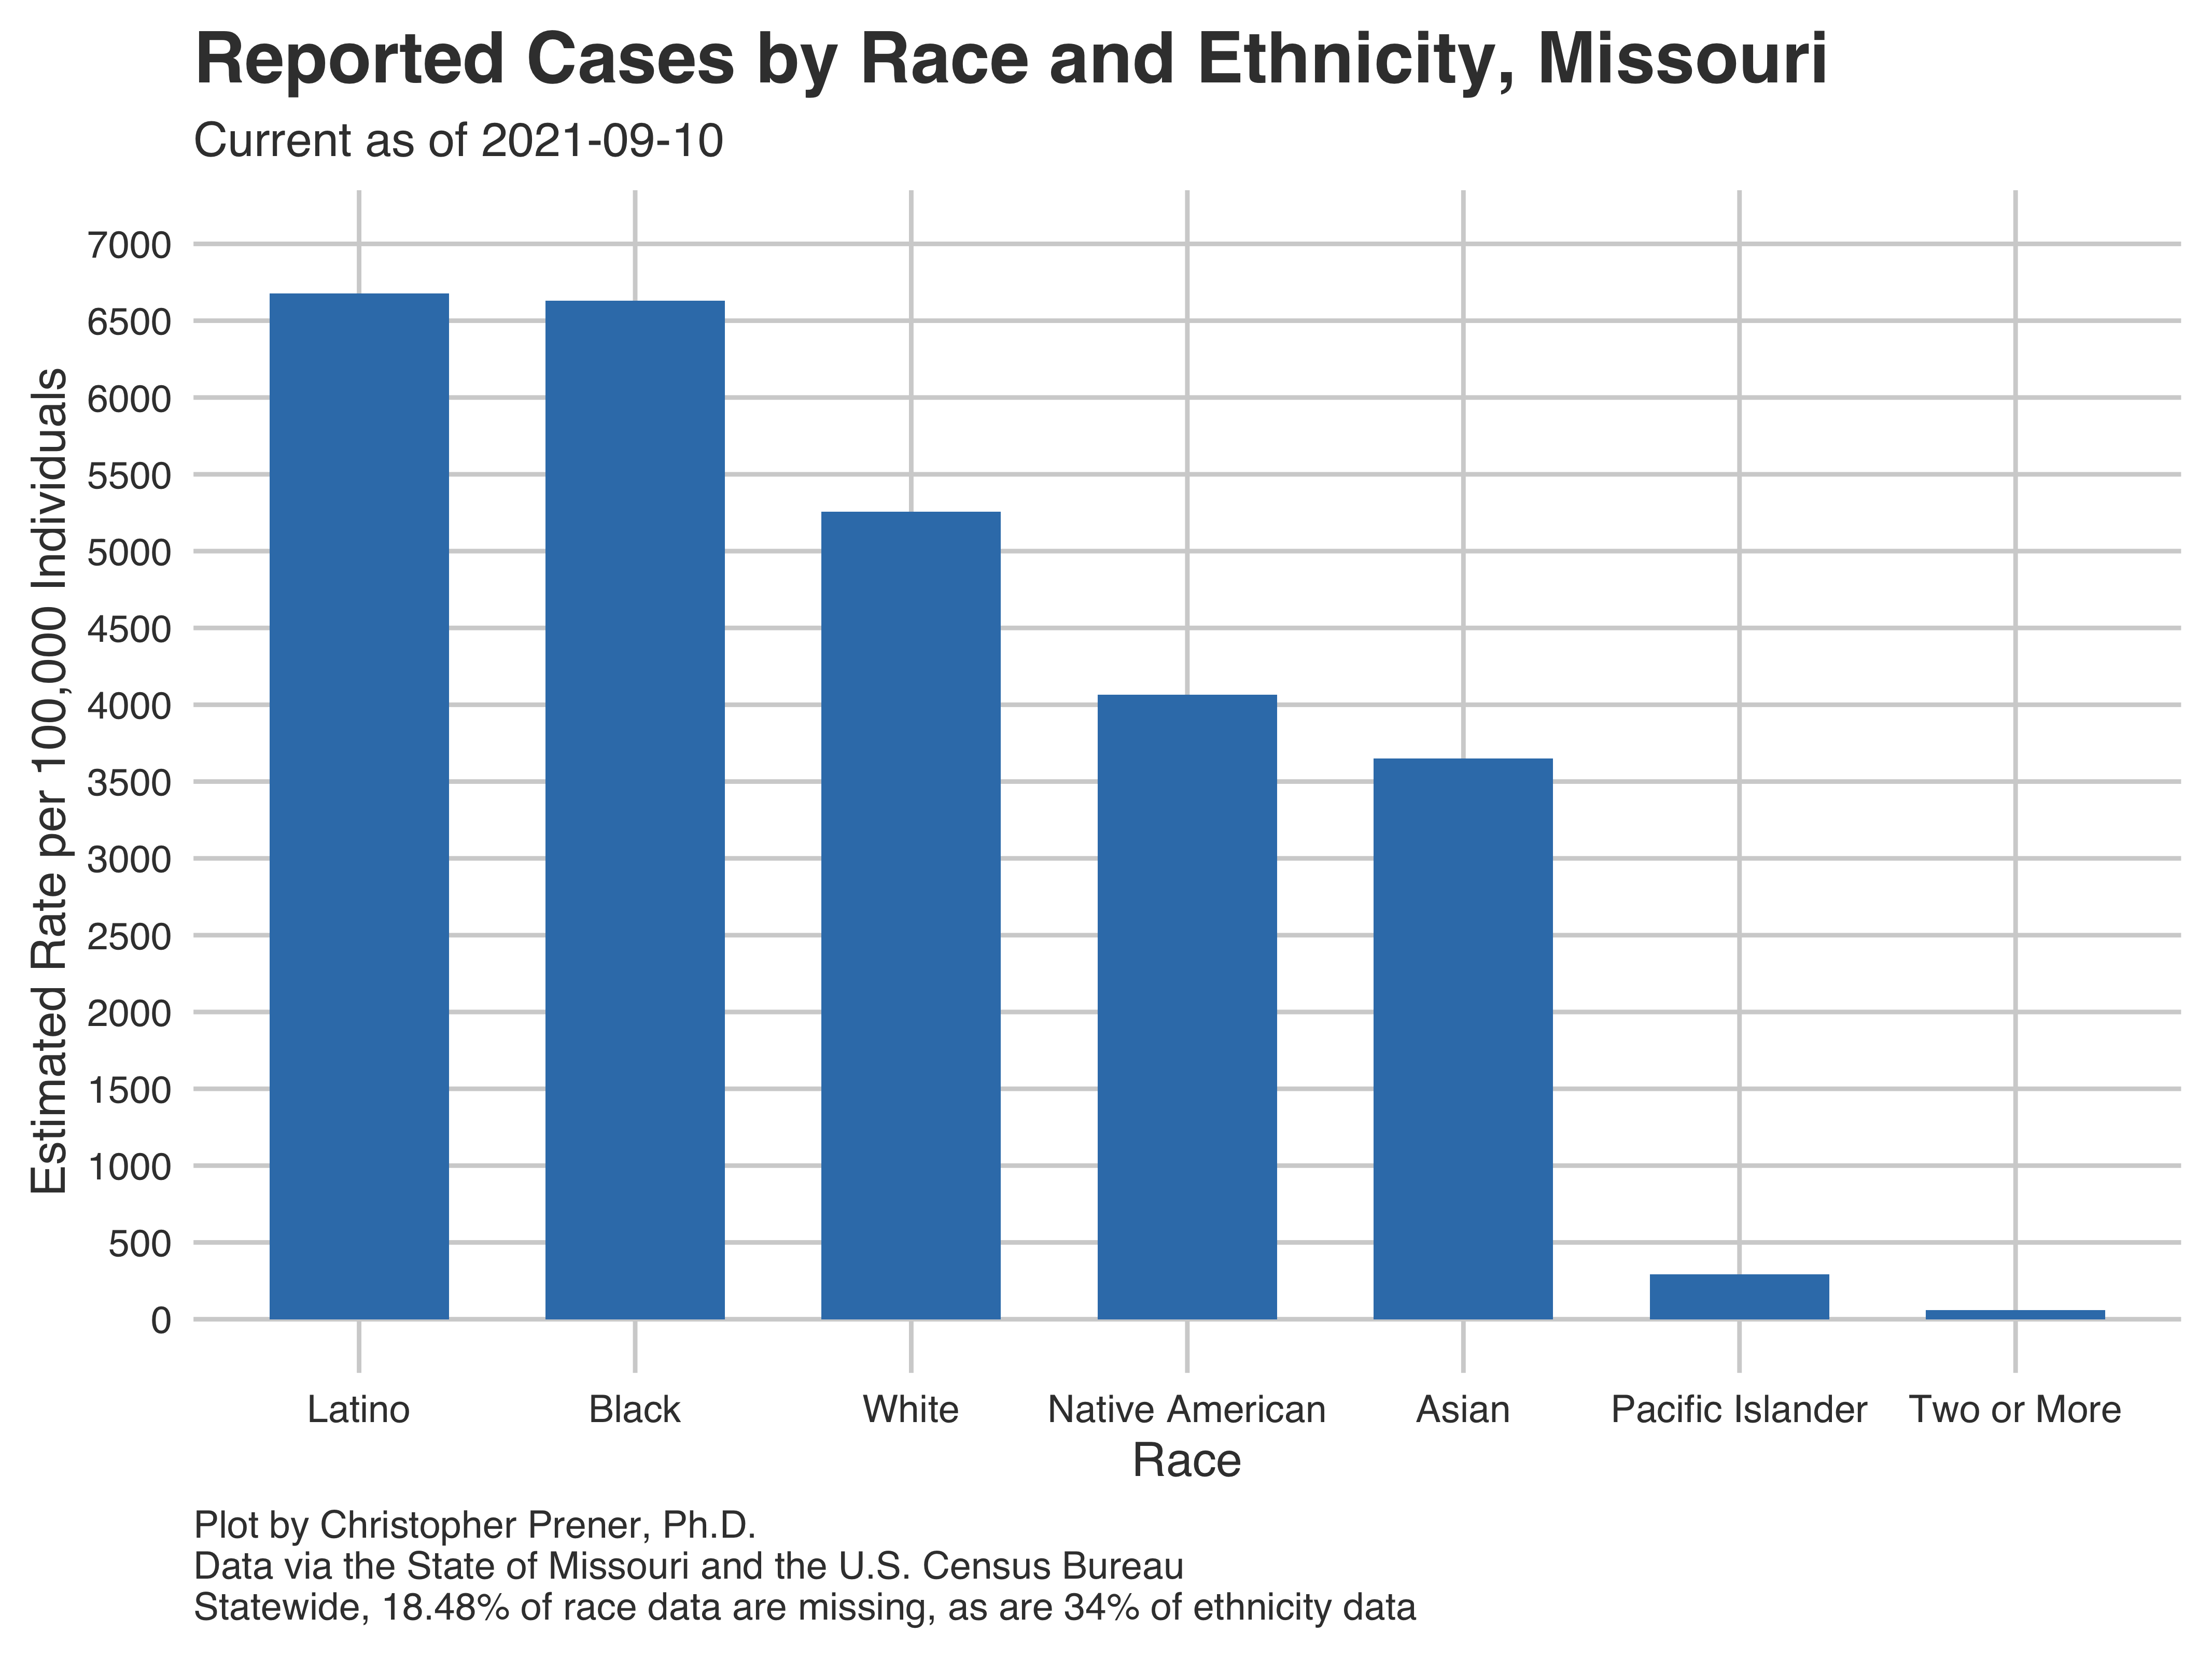 Reported Cases by Race and Ethnicity, Missouri
Current as of 2021-09-10
Estimated Rate per 100,000 Individuals
7000
6500
6000
5500
5000
4500
4000
3500
3000
2500
2000
1500
1000
500
0
Latino Black White Native American Asian Pacific Islander Two or More
Race
Plot by Christopher Prener, Ph.D.
Data via the State of Missouri and the U.S. Census Bureau
Statewide, 18.48% of race data are missing, as are 34% of ethnicity data